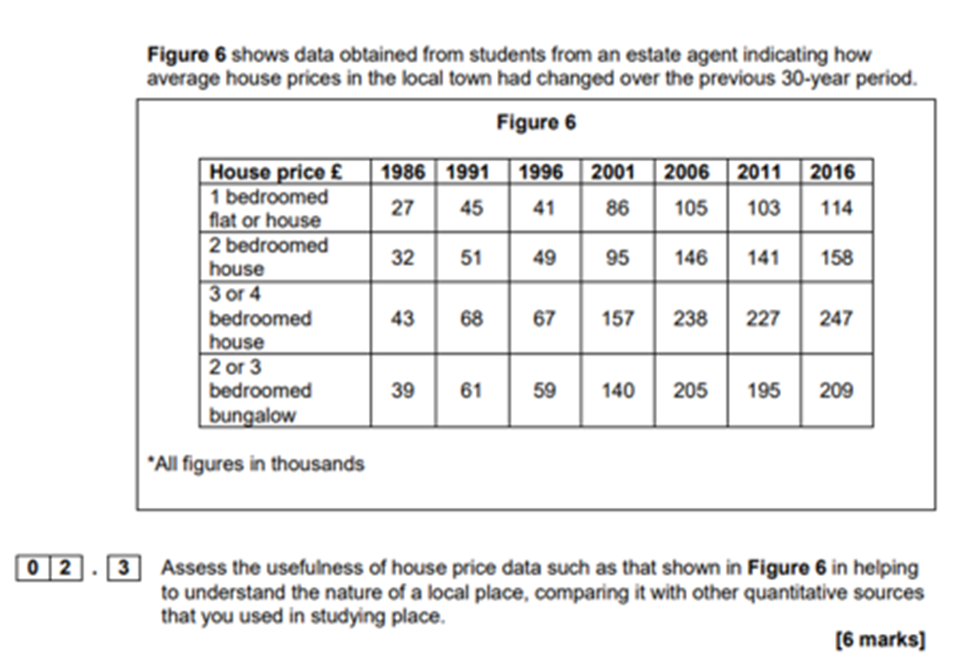 Figure 6 shows data obtained from students from an estate agent indicating how
average house prices in the local town had changed over the previous 30-year period.
Figure 6
House price £ 1986 1991 1996 2001 2006 2011 2016
1 bedroomed
flat or house
27 45 41 86 105 103 114
2 bedroomed
house
32 51 49 95 146 141 158
3 or 4
bedroomed
house
43 68 67 157 238 227 247
2 or 3
bedroomed
bungalow
39 61 59 140 205 195 209
*All figures in thousands
0 2 . 3 Assess the usefulness of house price data such as that shown in Figure 6 in helping
to understand the nature of a local place, comparing it with other quantitative sources
that you used in studying place.
[6 marks]